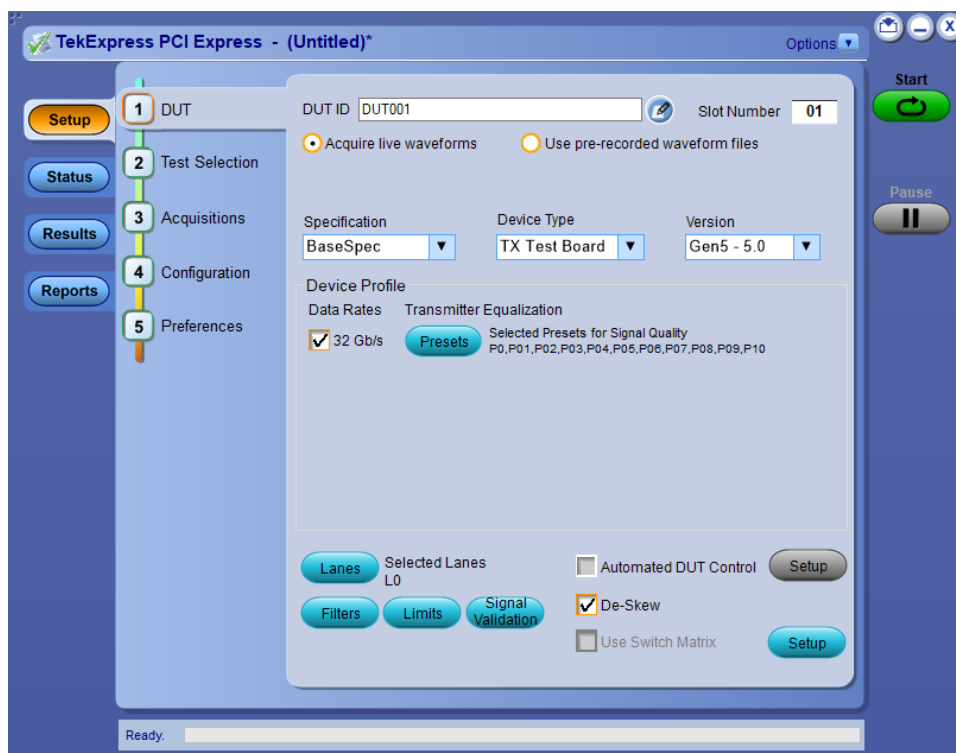 TekExpress PCI Express - (Untitled)*
Options
Start
Pause
Setup
Status
Results
Reports
1 DUT
2 Test Selection
3 Acquisitions
4 Configuration
5 Preferences
DUT ID DUT001
Slot Number 01
Acquire live waveforms
Use pre-recorded waveform files
Specification
BaseSpec
Device Type
TX Test Board
Version
Gen5 - 5.0
Device Profile
Data Rates
Transmitter Equalization
32 Gb/s
Presets
Selected Presets for Signal Quality
P0,P01,P02,P03,P04,P05,P06,P07,P08,P09,P10
Lanes
Selected Lanes
L0
Automated DUT Control
Setup
Filters
Limits
Signal
Validation
De-Skew
Use Switch Matrix
Setup
Ready.